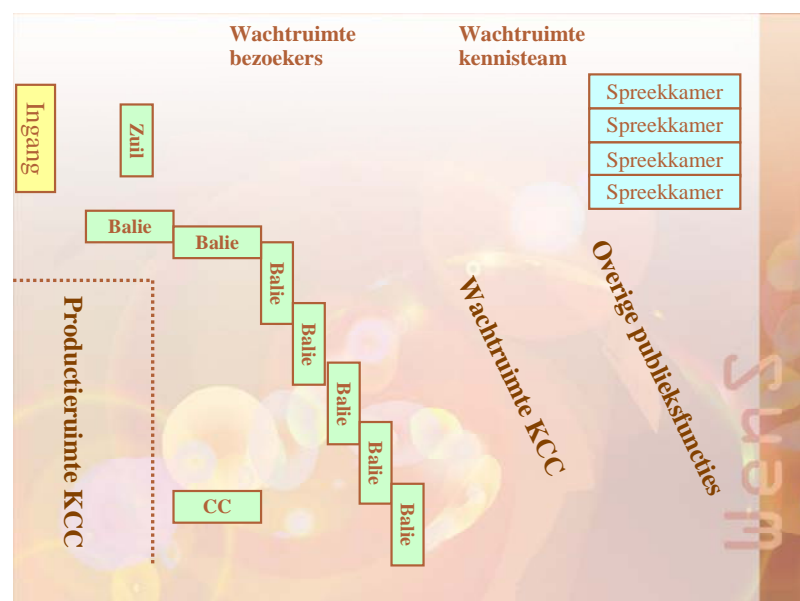 Wachtruimte
bezoekers
Wachtruimte
kennisteam
Ingang
Zuil
Spreekkamer
Spreekkamer
Spreekkamer
Spreekkamer
Balie
Balie
Balie
Balie
Balie
Balie
Balie
Productieruimte KCC
CC
Wachtruimte KCC
Overige publieksfuncties
wens